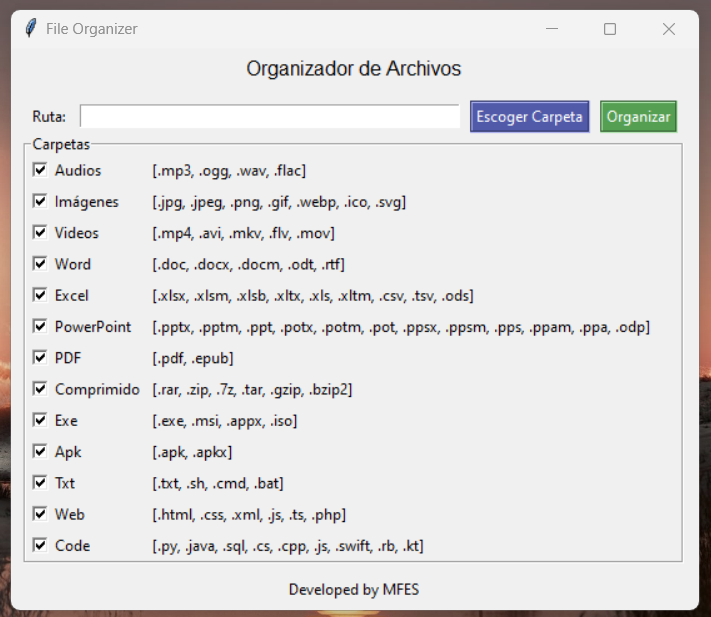 File Organizer
Organizador de Archivos
Ruta: Escoger Carpeta Organizar
Carpetas
Audios [.mp3, .ogg, .wav, .flac]
Imágenes [.jpg, .jpeg, .png, .gif, .webp, .ico, .svg]
Videos [.mp4, .avi, .mkv, .flv, .mov]
Word [.doc, .docx, .docm, .odt, .rtf]
Excel [.xlsx, .xlsm, .xlsb, .xltx, .xls, .xltm, .csv, .tsv, .ods]
PowerPoint [.pptx, .pptm, .ppt, .potx, .potm, .pot, .ppsx, .ppsm, .pps, .ppam, .ppa, .odp]
PDF [.pdf, .epub]
Comprimido [.rar, .zip, .7z, .tar, .gzip, .bzip2]
Exe [.exe, .msi, .appx, .iso]
Apk [.apk, .apkx]
Txt [.txt, .sh, .cmd, .bat]
Web [.html, .css, .xml, .js, .ts, .php]
Code [.py, .java, .sql, .cs, .cpp, .js, .swift, .rb, .kt]
Developed by MFES